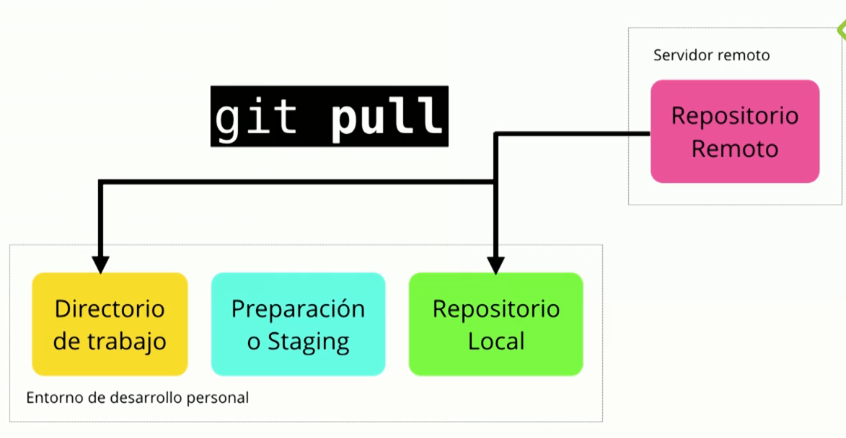 Servidor remoto
git pull
Repositorio
Remoto
Directorio
de trabajo
Preparación
o Staging
Repositorio
Local
Entorno de desarrollo personal